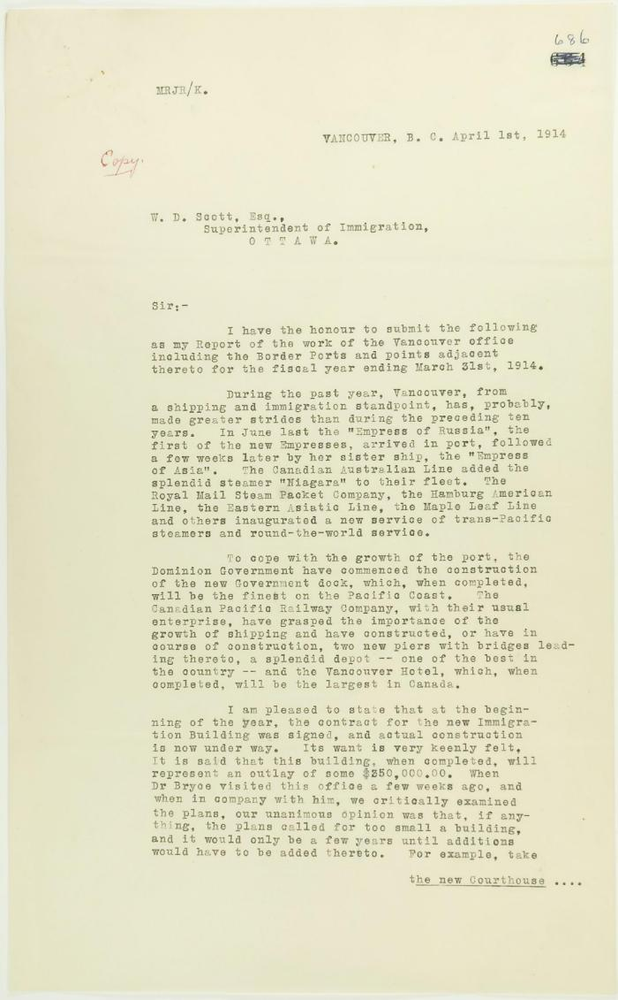 686
MRJR/K.
VANCOUVER, B. C. April 1st, 1914
Copy.
W. D. Scott, Esq.,
Superintendent of Immigration,
O T T A W A.
Sir:-
I have the honour to submit the following
as my Report of the work of the Vancouver office
including the Border Ports and points adjacent
thereto for the fiscal year ending March 31st, 1914.
During the past year, Vancouver, from
a shipping and immigration standpoint, has, probably,
made greater strides than during the preceding ten
years. In June last the "Empress of Russia", the
first of the new Empresses, arrived in port, followed
a few weeks later by her sister ship, the "Empress
of Asia". The Canadian Australian Line added the
splendid steamer "Niagara" to their fleet. The
Royal Mail Steam Packet Company, the Hamburg American
Line, the Eastern Asiatic Line, the Maple Leaf Line
and others inaugurated a new service of trans-Pacific
steamers and round-the-world service.
To cope with the growth of the port, the
Dominion Government have commenced the construction
of the new Government dock, which, when completed,
will be the finest on the Pacific Coast. The
Canadian Pacific Railway Company, with their usual
enterprise, have grasped the importance of the
growth of shipping and have constructed, or have in
course of construction, two new piers with bridges lead-
ing thereto, a splendid depot -- one of the best in
the country -- and the Vancouver Hotel, which, when
completed, will be the largest in Canada.
I am pleased to state that at the begin-
ning of the year, the contract for the new Immigra-
tion Building was signed, and actual construction
is now under way. Its want is very keenly felt.
It is said that this building, when completed, will
represent an outlay of some $350,000.00. When
Dr Bryce visited this office a few weeks ago, and
when in company with him, we critically examined
the plans, our unanimous opinion was that, if any-
thing, the plans called for too small a building,
and it would only be a few years until additions
would have to be added thereto. For example, take
the new Courthouse ....